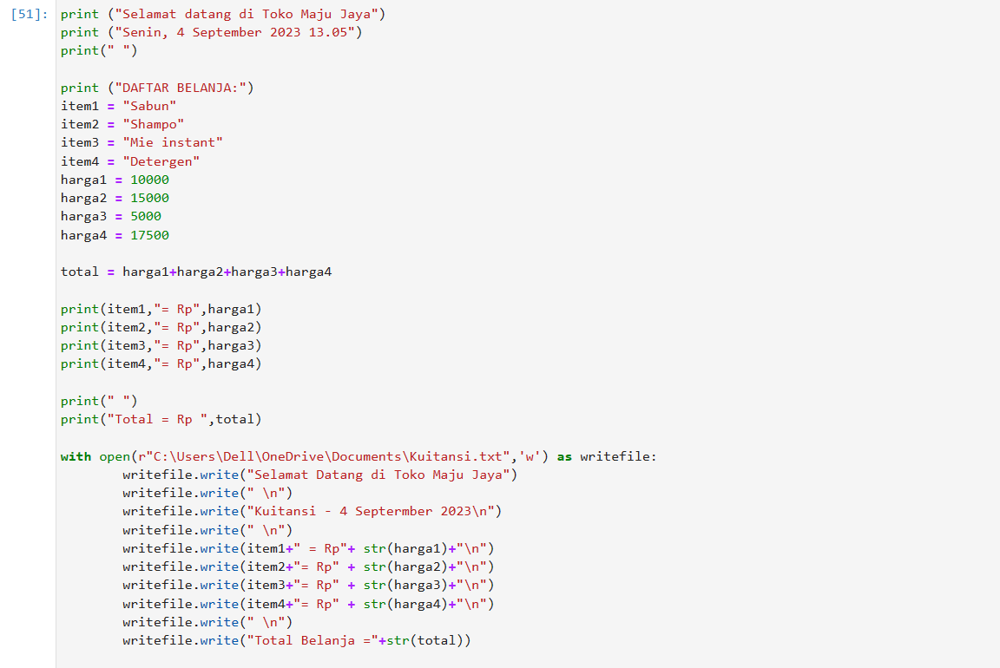 [51]: print ("Selamat datang di Toko Maju Jaya")
print ("Senin, 4 September 2023 13.05")
print(" ")

print ("DAFTAR BELANJA:")
item1 = "Sabun"
item2 = "Shampo"
item3 = "Mie instant"
item4 = "Detergen"
harga1 = 10000
harga2 = 15000
harga3 = 5000
harga4 = 17500

total = harga1+harga2+harga3+harga4

print(item1,"= Rp",harga1)
print(item2,"= Rp",harga2)
print(item3,"= Rp",harga3)
print(item4,"= Rp",harga4)

print(" ")
print("Total = Rp ",total)

with open(r"C:\Users\Dell\OneDrive\Documents\Kuitansi.txt",'w') as writefile:
        writefile.write("Selamat Datang di Toko Maju Jaya")
        writefile.write(" \n")
        writefile.write("Kuitansi - 4 Septermber 2023\n")
        writefile.write(" \n")
        writefile.write(item1+" = Rp"+ str(harga1)+"\n")
        writefile.write(item2+"= Rp" + str(harga2)+"\n")
        writefile.write(item3+"= Rp" + str(harga3)+"\n")
        writefile.write(item4+"= Rp" + str(harga4)+"\n")
        writefile.write(" \n")
        writefile.write("Total Belanja ="+str(total))